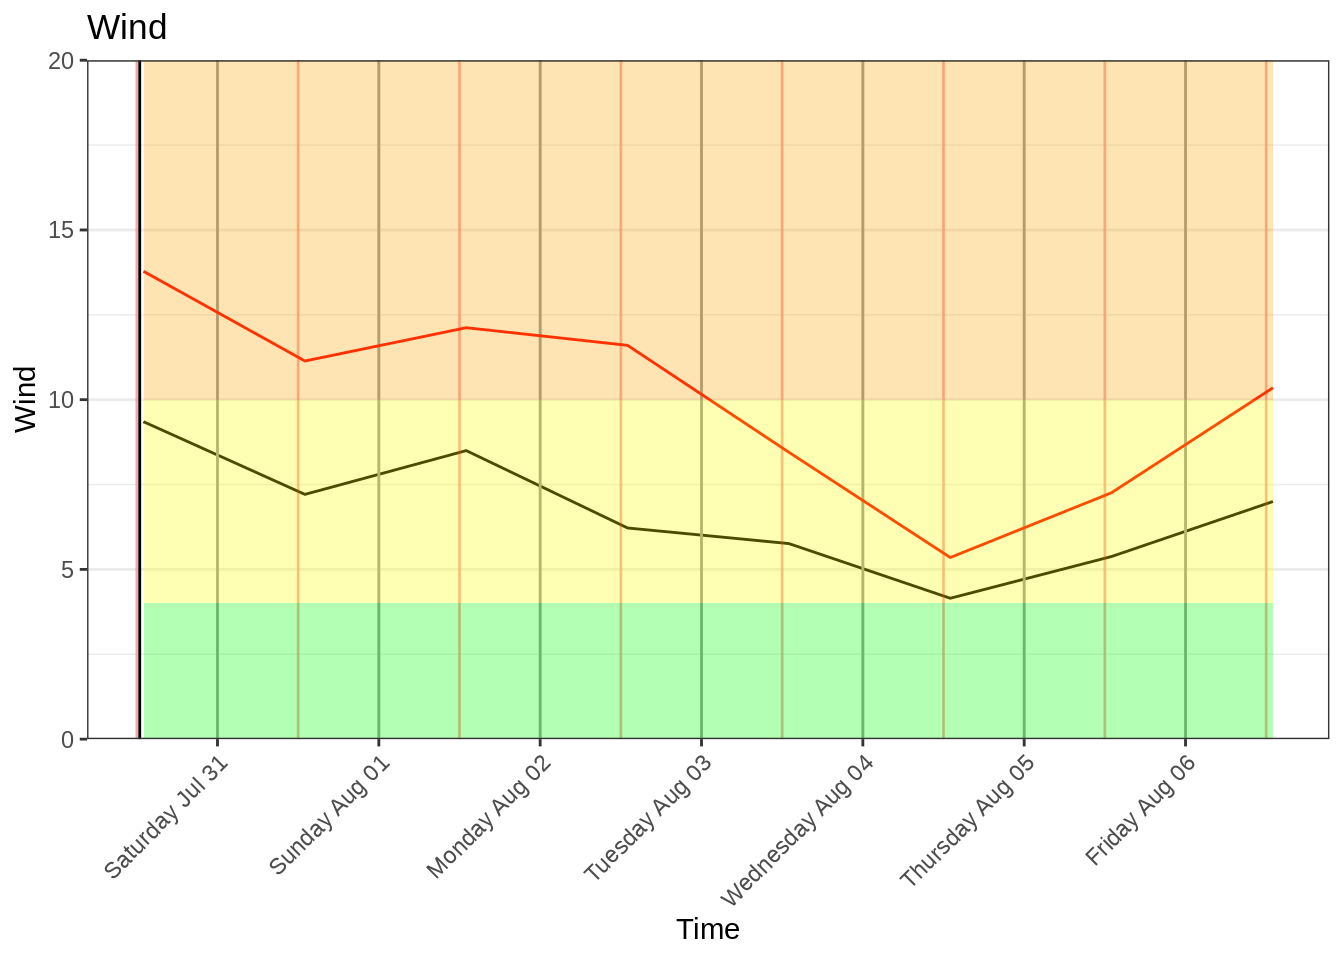 Wind
20
15
10
5
0
Wind
Saturday Jul 31
Sunday Aug 01
Monday Aug 02
Tuesday Aug 03
Wednesday Aug 04
Thursday Aug 05
Friday Aug 06
Time